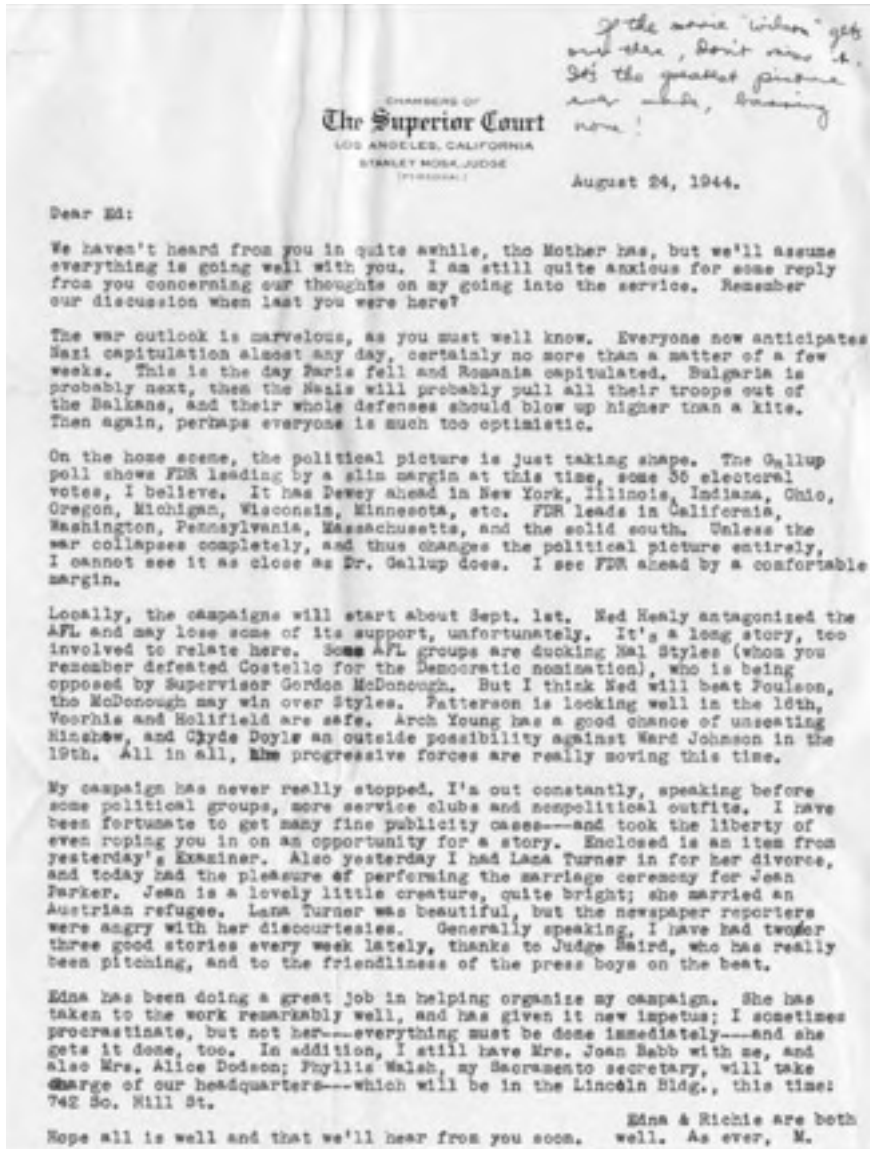 If the movie "Wilson" gets
over there, Don't miss it.
It's the greatest picture
ever made, barring
none!
CHAMBERS OF
The Superior Court
LOS ANGELES, CALIFORNIA
STANLEY MOSK, JUDGE
(PERSONAL)
August 24, 1944.
Dear Ed:
We haven't heard from you in quite awhile, tho Mother has, but we'll assume
everything is going well with you. I am still quite anxious for some reply
from you concerning our thoughts on my going into the service. Remember
our discussion when last you were here?
The war outlook is marvelous, as you must well know. Everyone now anticipates
Nazi capitulation almost any day, certainly no more than a matter of a few
weeks. This is the day Paris fell and Romania capitulated. Bulgaria is
probably next, then the Nazis will probably pull all their troops out of
the Balkans, and their whole defenses should blow up higher than a kite.
Then again, perhaps everyone is much too optimistic.
On the home scene, the political picture is just taking shape. The Gallup
poll shows FDR leading by a slim margin at this time, some 36 electoral
votes, I believe. It has Dewey ahead in New York, Illinois, Indiana, Ohio,
Oregon, Michigan, Wisconsin, Minnesota, etc. FDR leads in California,
Washington, Pennsylvania, Massachusetts, and the solid south. Unless the
war collapses completely, and thus changes the political picture entirely,
I cannot see it as close as Dr. Gallup does. I see FDR ahead by a comfortable
margin.
Locally, the campaigns will start about Sept. 1st. Ned Healy antagonized the
AFL and may lose some of its support, unfortunately. It's a long story, too
involved to relate here. Some AFL groups are ducking Hal Styles (whom you
remember defeated Costello for the Democratic nomination), who is being
opposed by Supervisor Gordon McDonough. But I think Ned will beat Poulson,
tho McDonough may win over Styles. Patterson is looking well in the 16th,
Voorhis and Holifield are safe. Arch Young has a good chance of unseating
Hinshaw, and Clyde Doyle an outside possibility against Ward Johnson in the
19th. All in all, the progressive forces are really moving this time.
My campaign has never really stopped. I'm out constantly, speaking before
some political groups, more service clubs and nonpolitical outfits. I have
been fortunate to get many fine publicity cases---and took the liberty of
even roping you in on an opportunity for a story. Enclosed is an item from
yesterday's Examiner. Also yesterday I had Lana Turner in for her divorce,
and today had the pleasure of performing the marriage ceremony for Jean
Parker. Jean is a lovely little creature, quite bright; she married an
Austrian refugee. Lana Turner was beautiful, but the newspaper reporters
were angry with her discourtesies. Generally speaking, I have had two or
three good stories every week lately, thanks to Judge Baird, who has really
been pitching, and to the friendliness of the press boys on the beat.
Edna has been doing a great job in helping organize my campaign. She has
taken to the work remarkably well, and has given it new impetus; I sometimes
procrastinate, but not her---everything must be done immediately---and she
gets it done, too. In addition, I still have Mrs. Joan Babb with me, and
also Mrs. Alice Dodson; Phyllis Walsh, my Sacramento secretary, will take
charge of our headquarters---which will be in the Lincoln Bldg., this time:
742 So. Hill St.
Edna & Richie are both
Hope all is well and that we'll hear from you soon. well. As ever, M.